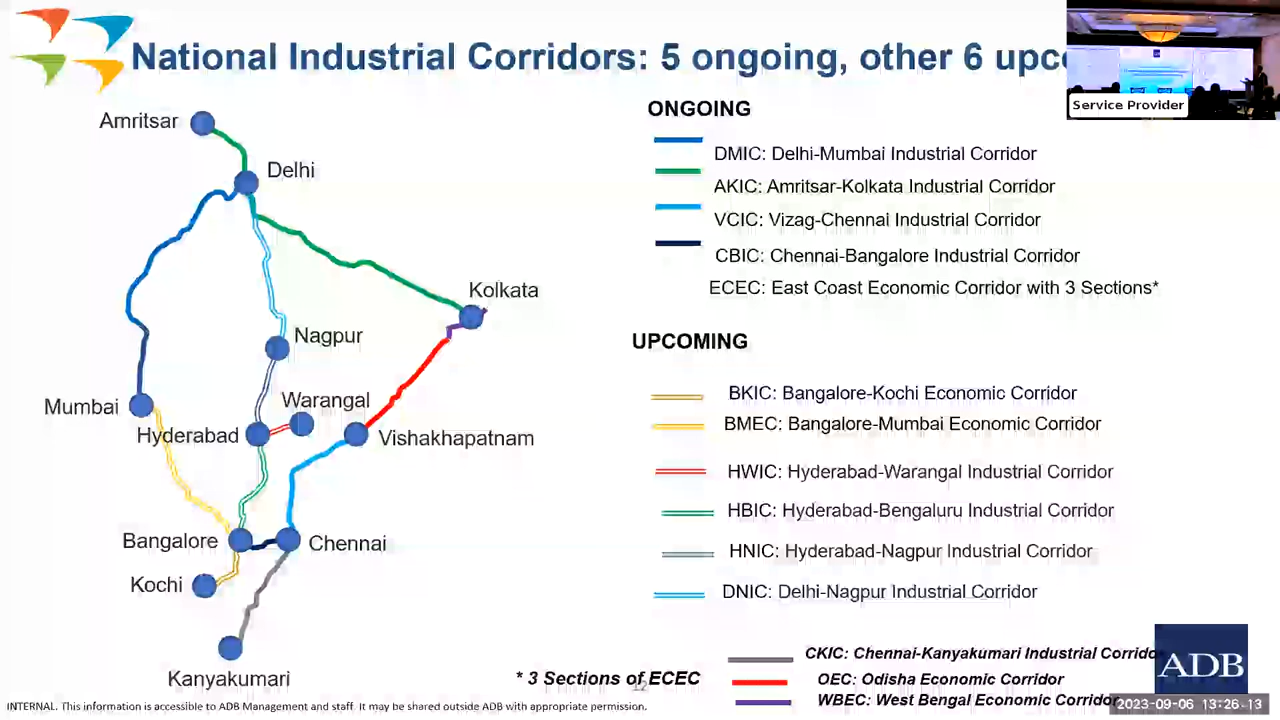 National Industrial Corridors: 5 ongoing, other 6 upco
Service Provider
Amritsar
Delhi
Kolkata
Nagpur
Warangal
Mumbai
Hyderabad
Vishakhapatnam
Bangalore
Chennai
Kochi
Kanyakumari
ONGOING
DMIC: Delhi-Mumbai Industrial Corridor
AKIC: Amritsar-Kolkata Industrial Corridor
VCIC: Vizag-Chennai Industrial Corridor
CBIC: Chennai-Bangalore Industrial Corridor
ECEC: East Coast Economic Corridor with 3 Sections*
UPCOMING
BKIC: Bangalore-Kochi Economic Corridor
BMEC: Bangalore-Mumbai Economic Corridor
HWIC: Hyderabad-Warangal Industrial Corridor
HBIC: Hyderabad-Bengaluru Industrial Corridor
HNIC: Hyderabad-Nagpur Industrial Corridor
DNIC: Delhi-Nagpur Industrial Corridor
* 3 Sections of ECEC
CKIC: Chennai-Kanyakumari Industrial Corrido
OEC: Odisha Economic Corridor
WBEC: West Bengal Economic Corridor
ADB
12
INTERNAL. This information is accessible to ADB Management and staff. It may be shared outside ADB with appropriate permission.
2023-09-06 13:26:13